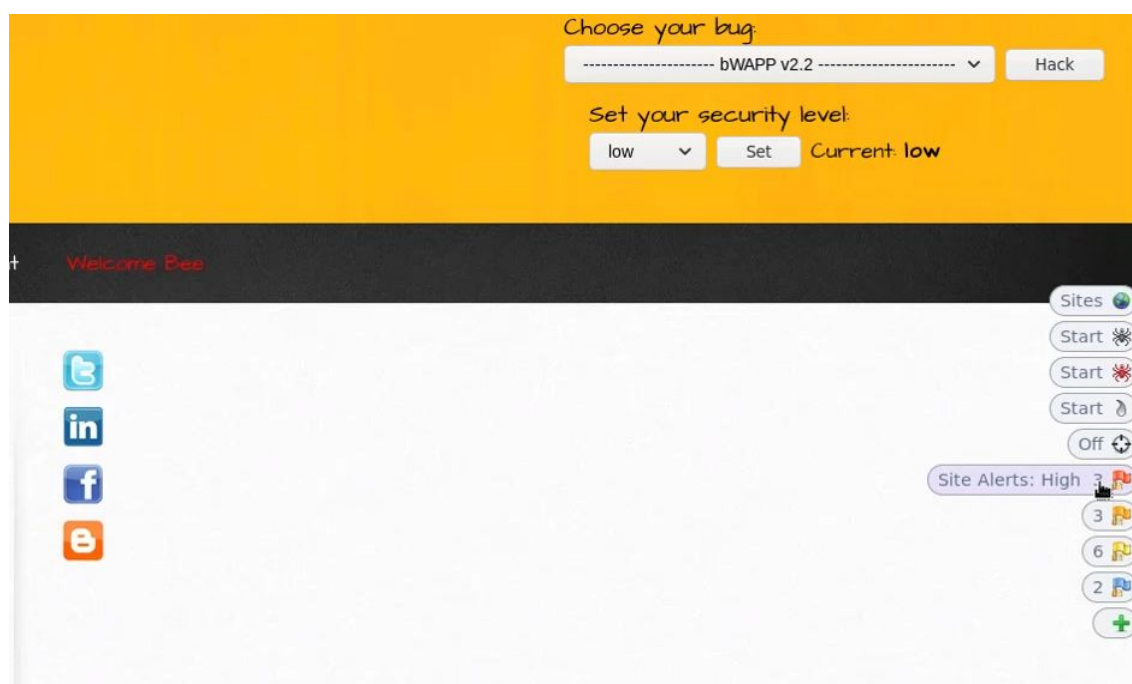 Choose your bug:
---------------------- bWAPP v2.2 ----------------------- Hack
Set your security level:
low Set Current: low
t Welcome Bee
Sites
Start
Start
Start
Off
Site Alerts: High
3
6
2